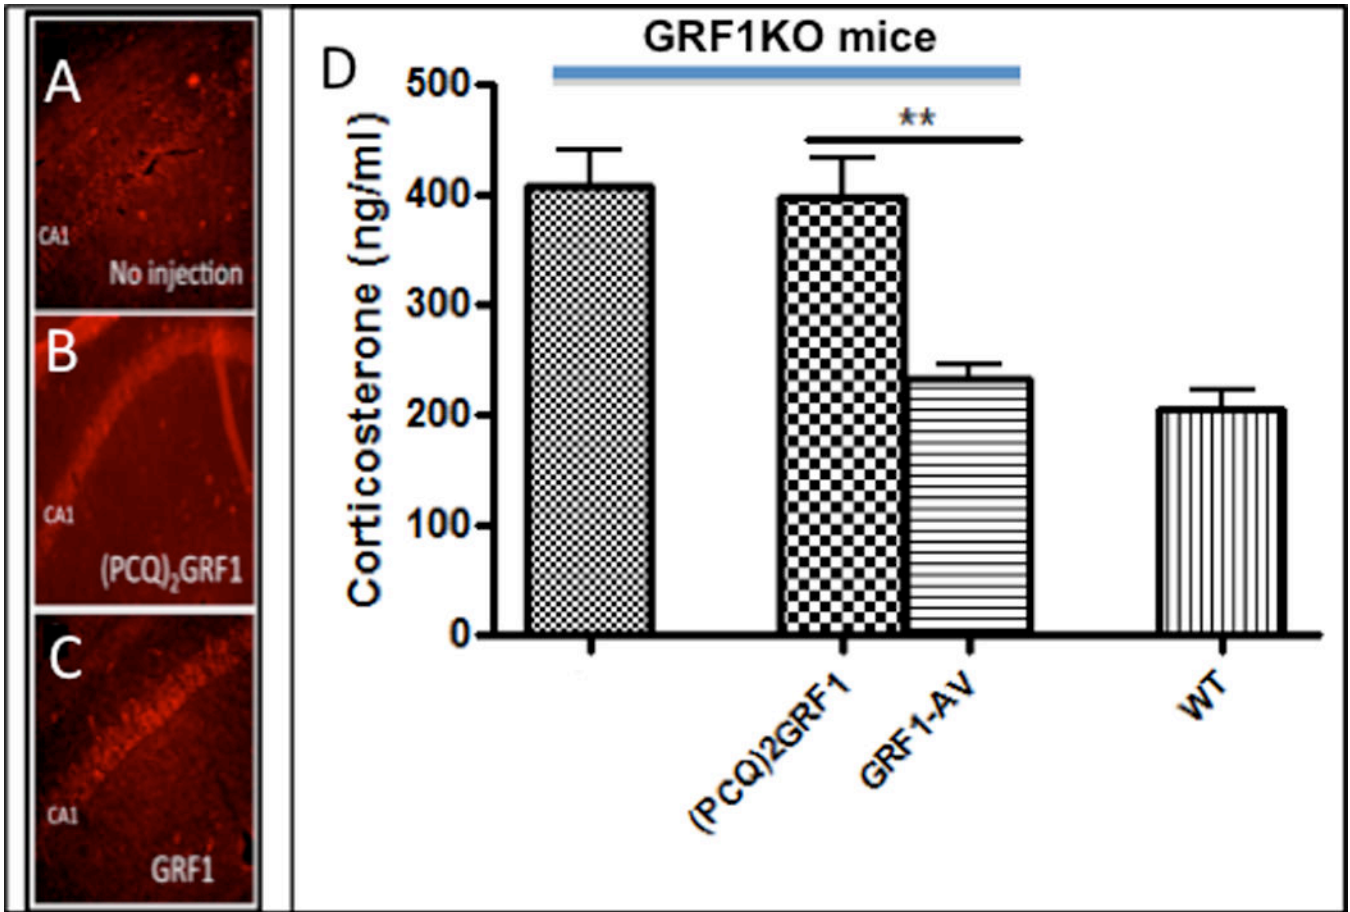 A
CA1
No injection
B
CA1
(PCQ)₂GRF1
C
CA1
GRF1
D
GRF1KO mice
**
Corticosterone (ng/ml)
500
400
300
200
100
0
(PCQ)2GRF1
GRF1-AV
WT